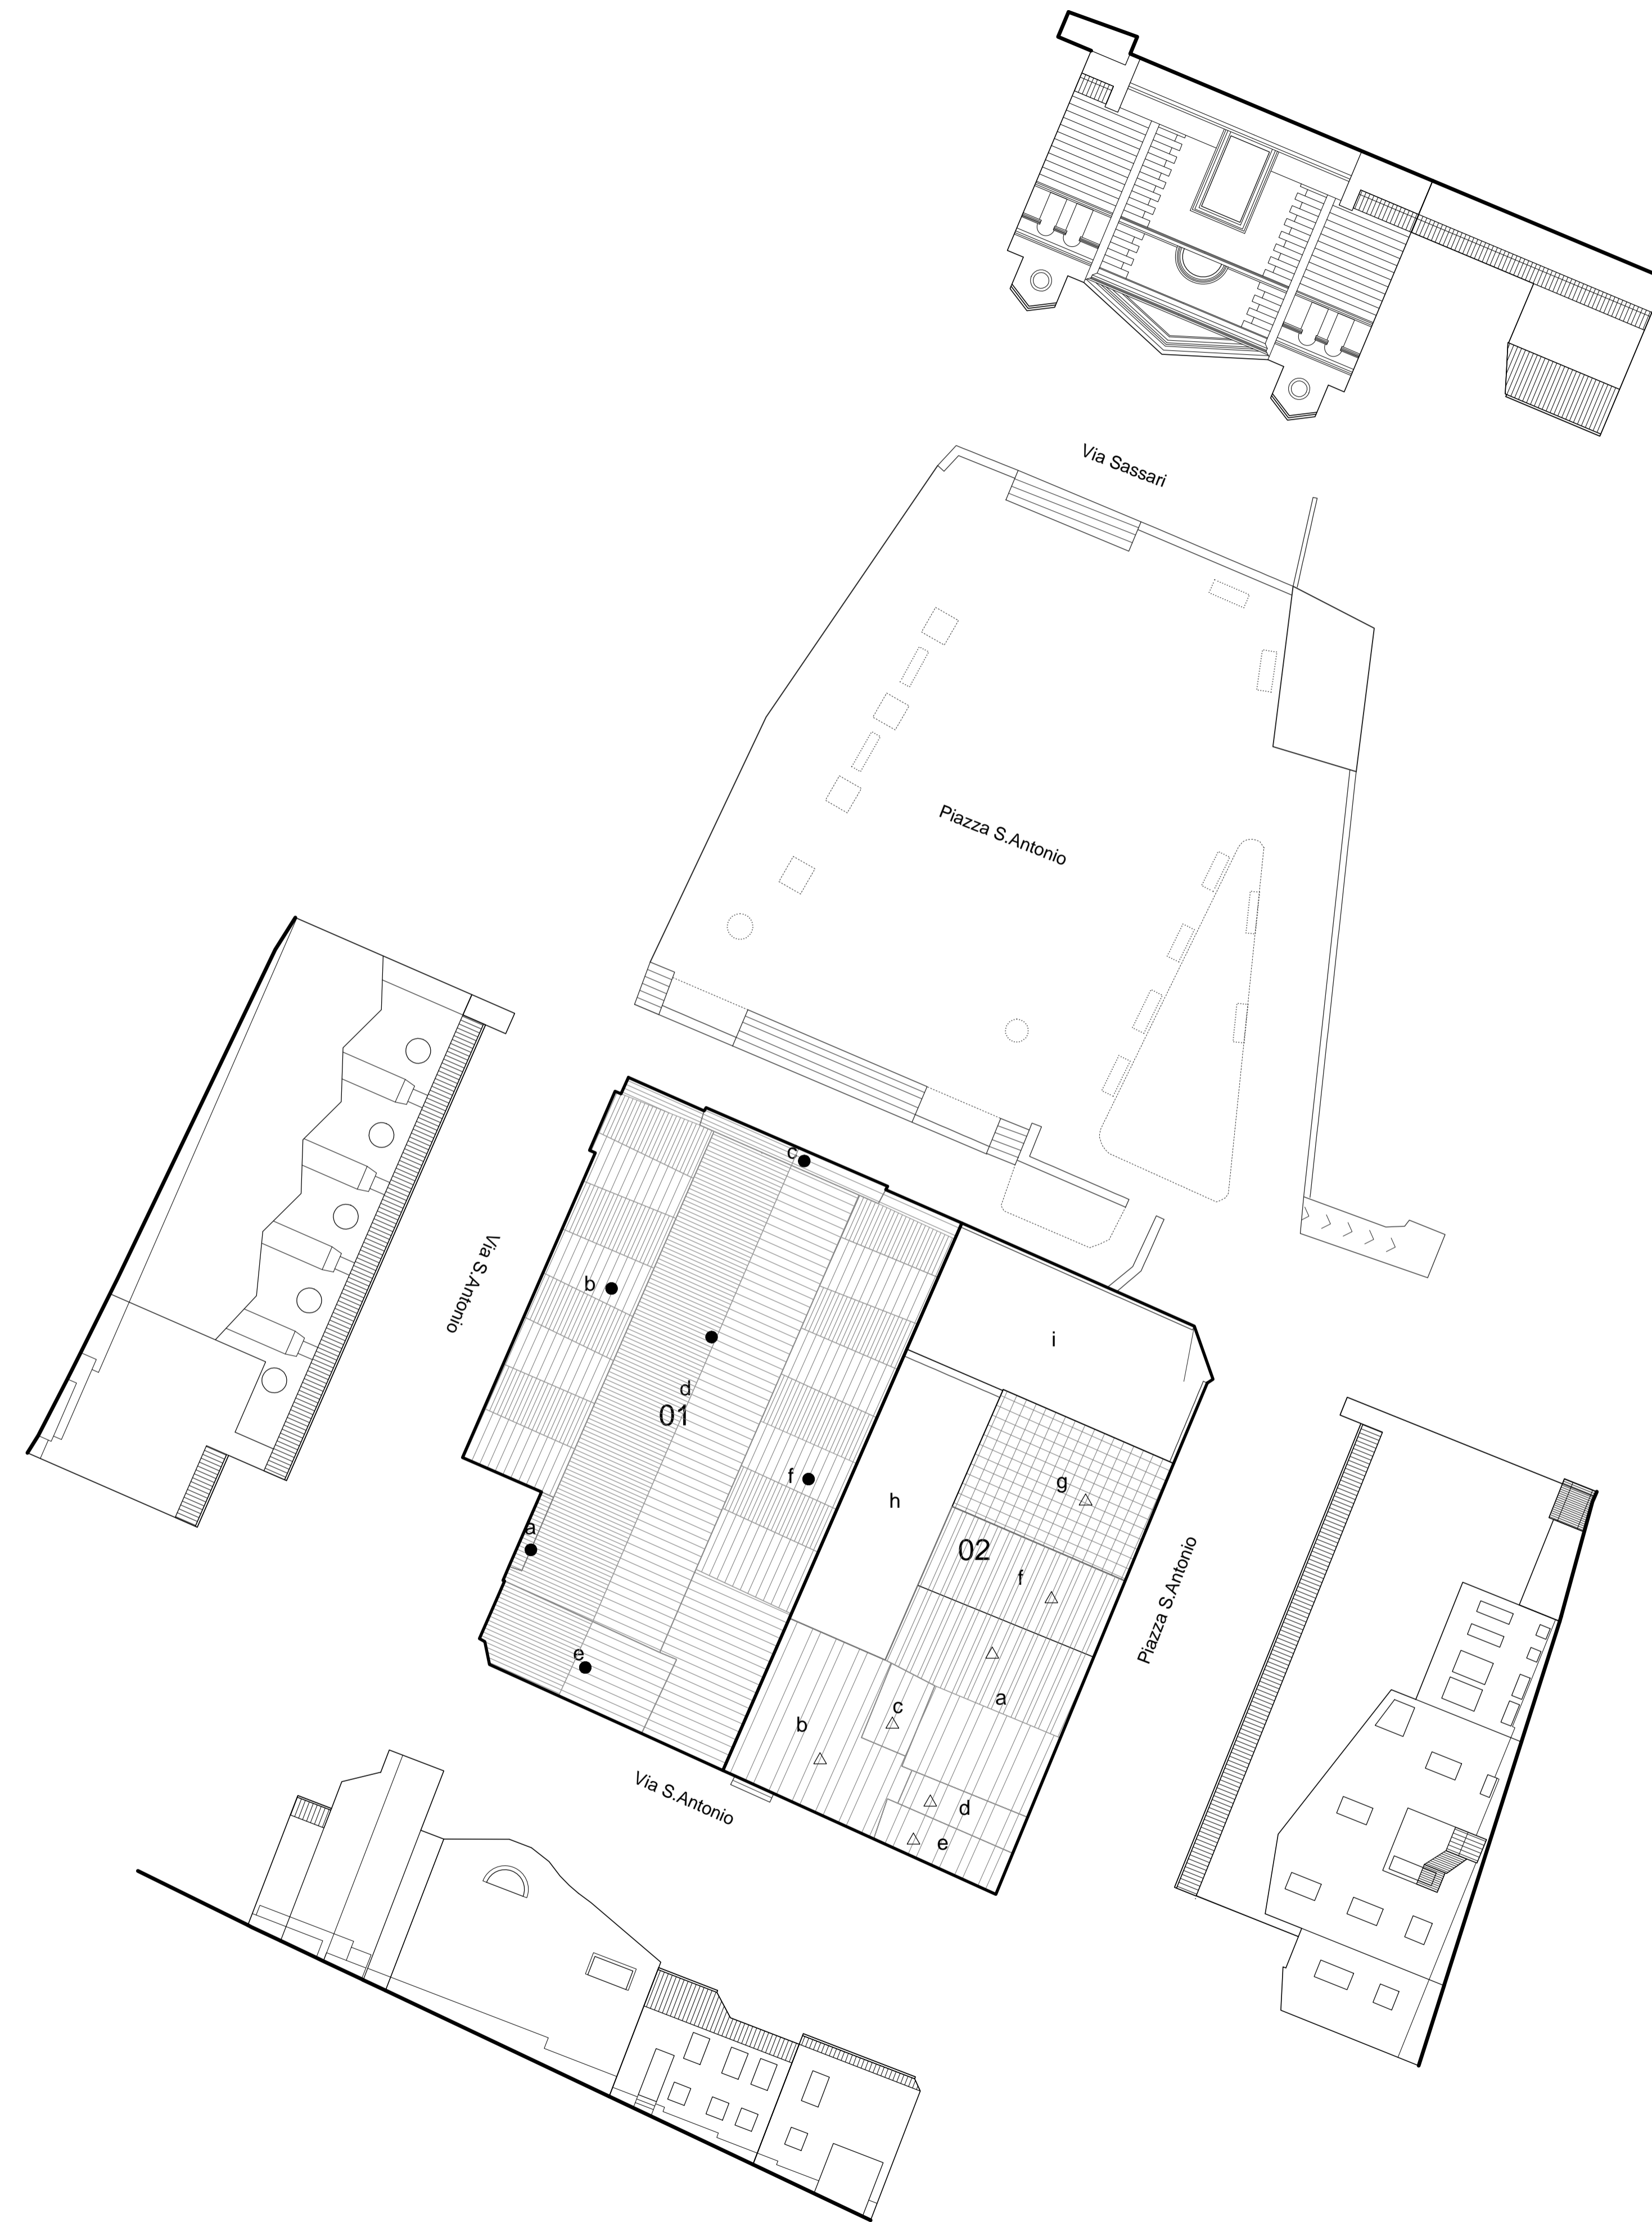 Via Sassari
Piazza S.Antonio
c
Via S.Antonio
b
i
d
01
f
g
h
a
02
f
Piazza S.Antonio
e
a
c
b
Via S.Antonio
d
e